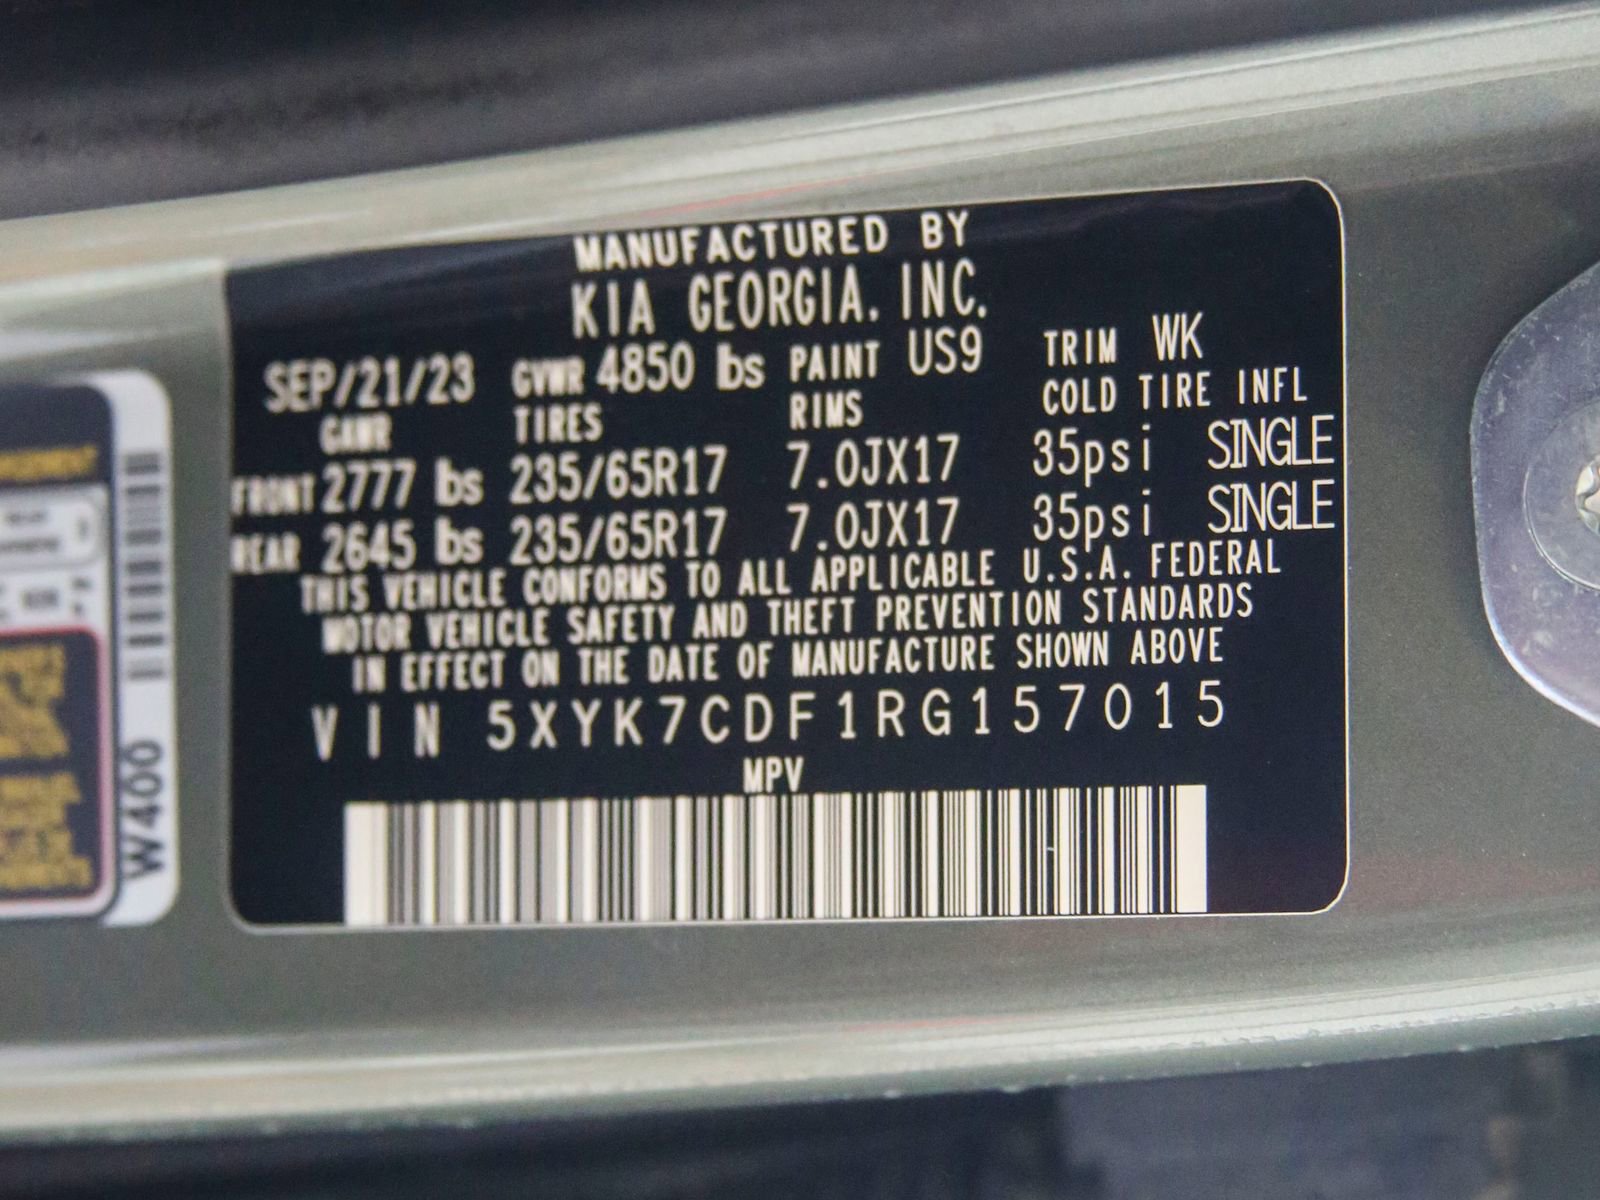 MANUFACTURED BY
KIA GEORGIA, INC.
SEP/21/23 GVWR 4850 lbs PAINT US9 TRIM WK
GAWR TIRES RIMS COLD TIRE INFL
FRONT 2777 lbs 235/65R17 7.0JX17 35psi SINGLE
REAR 2645 lbs 235/65R17 7.0JX17 35psi SINGLE
THIS VEHICLE CONFORMS TO ALL APPLICABLE U.S.A. FEDERAL
MOTOR VEHICLE SAFETY AND THEFT PREVENTION STANDARDS
IN EFFECT ON THE DATE OF MANUFACTURE SHOWN ABOVE
VIN 5XYK7CDF1RG157015
MPV
W400